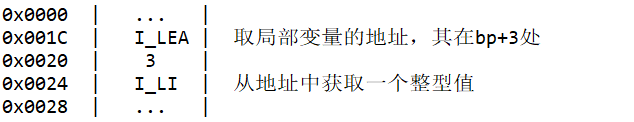 0x0000 | ... |
0x001C | I_LEA | 取局部变量的地址，其在bp+3处
0x0020 | 3 |
0x0024 | I_LI | 从地址中获取一个整型值
0x0028 | ... |